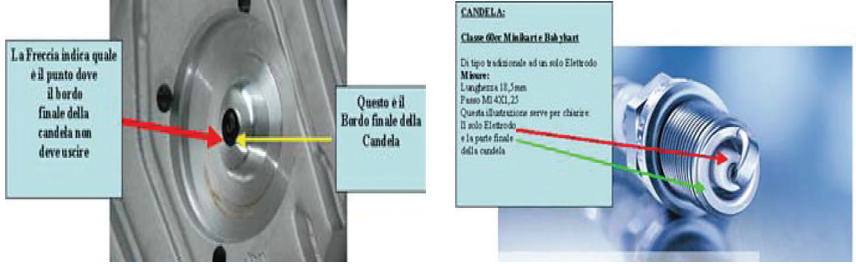 La Freccia indica quale
è il punto dove
il bordo
finale della
candela non
deve uscire
Questo è il
Bordo finale della
Candela
CANDELA:
Classe 60cc Minikart e Babykart
Di tipo tradizionale ad un solo Elettrodo
Misure:
Lunghezza 18,5mm
Passo M14X1,25
Questa illustrazione serve per chiarire:
Il solo Elettrodo
e la parte finale
della candela